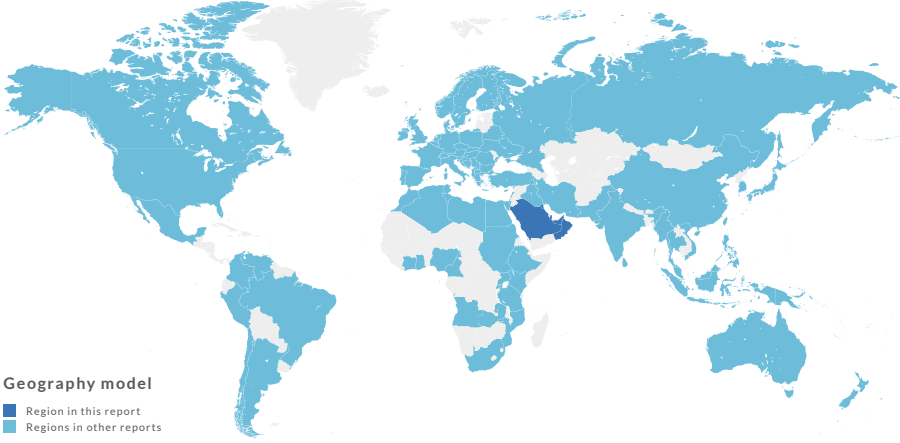 Geography model
Region in this report
Regions in other reports